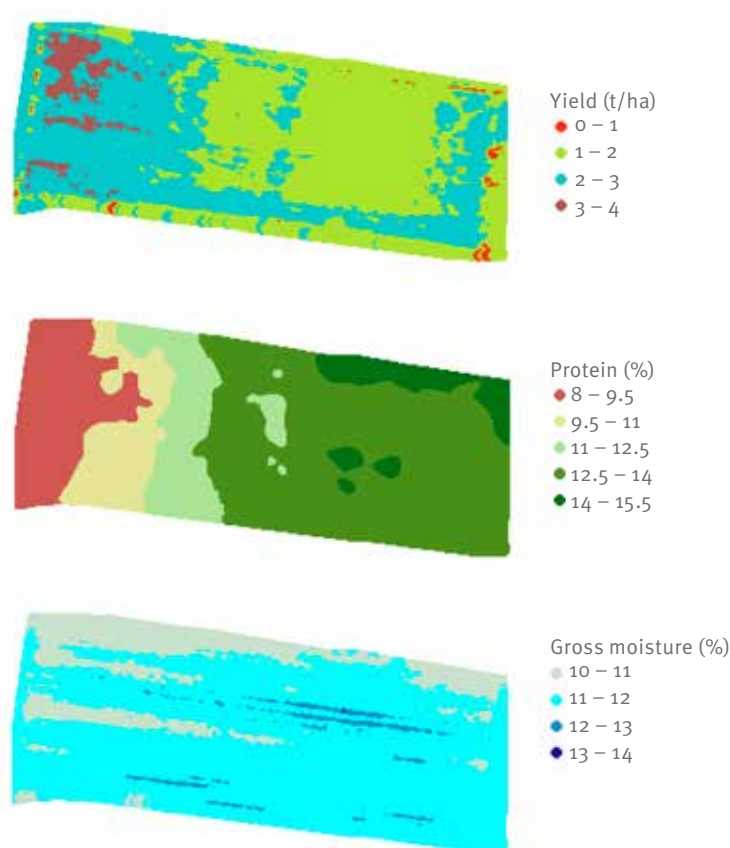 Yield (t/ha)
0 – 1
1 – 2
2 – 3
3 – 4
Protein (%)
8 – 9.5
9.5 – 11
11 – 12.5
12.5 – 14
14 – 15.5
Gross moisture (%)
10 – 11
11 – 12
12 – 13
13 – 14